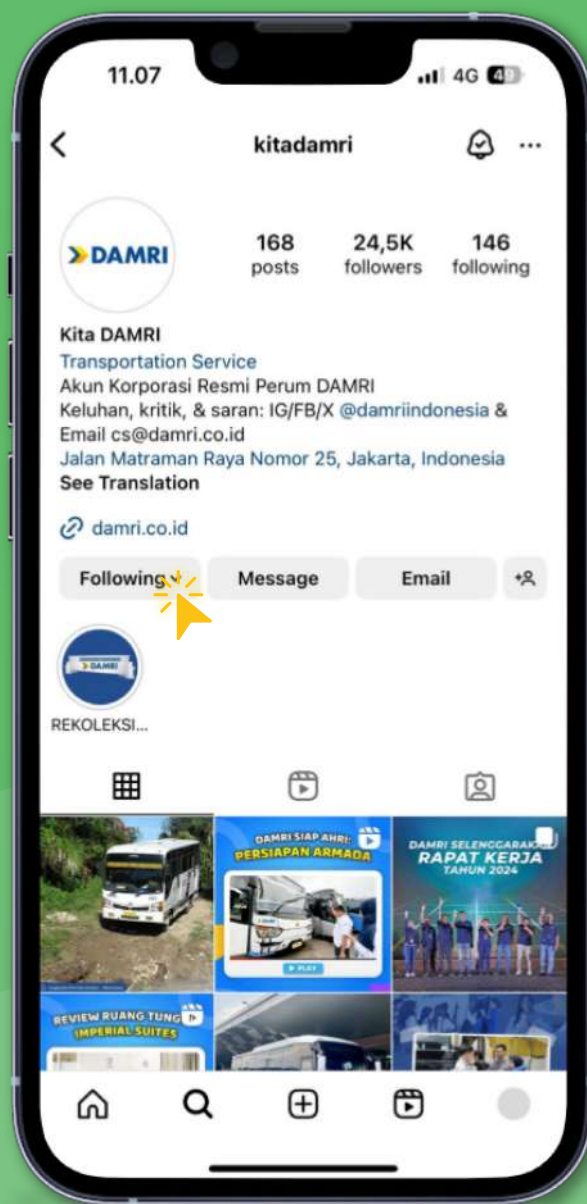 11.07
4G 49
kitadamri
DAMRI
168 posts
24,5K followers
146 following
Kita DAMRI
Transportation Service
Akun Korporasi Resmi Perum DAMRI
Keluhan, kritik, & saran: IG/FB/X @damriindonesia &
Email cs@damri.co.id
Jalan Matraman Raya Nomor 25, Jakarta, Indonesia
See Translation
damri.co.id
Following
Message
Email
DAMRI
REKOLEKSI...
DAMRI SIAP AHRI:
PERSIAPAN ARMADA
PLAY
DAMRI SELENGGARAKAN
RAPAT KERJA
TAHUN 2024
REVIEW RUANG TUNG
IMPERIAL SUITES